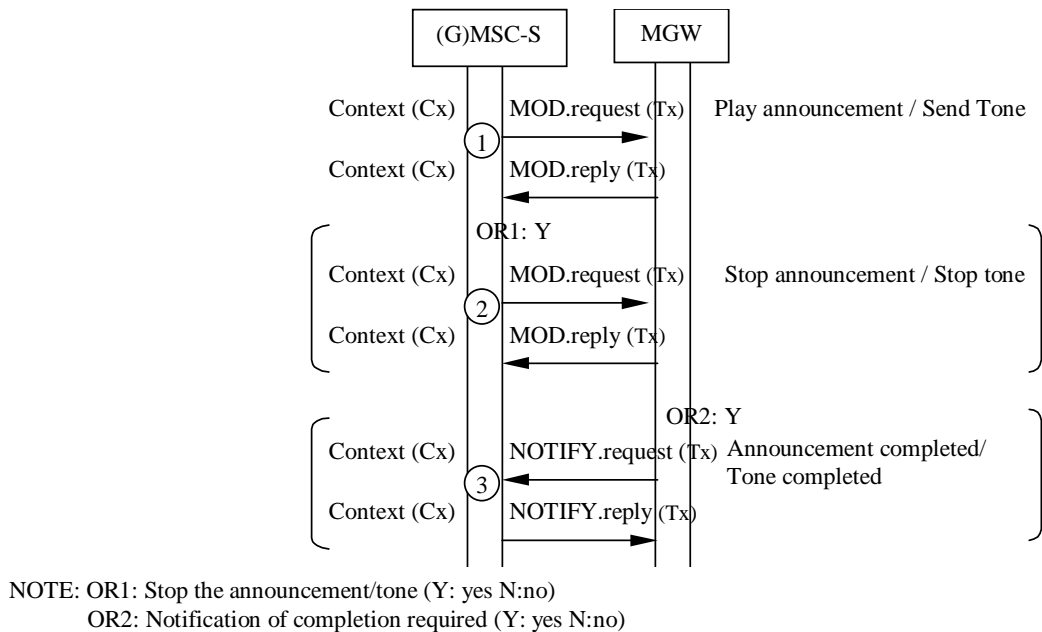 (G)MSC-S MGW
Context (Cx) MOD.request (Tx) Play announcement / Send Tone
1
Context (Cx) MOD.reply (Tx)
OR1: Y
Context (Cx) MOD.request (Tx) Stop announcement / Stop tone
2
Context (Cx) MOD.reply (Tx)
OR2: Y
Context (Cx) NOTIFY.request (Tx) Announcement completed/
Tone completed
3
Context (Cx) NOTIFY.reply (Tx)
NOTE: OR1: Stop the announcement/tone (Y: yes N:no)
OR2: Notification of completion required (Y: yes N:no)